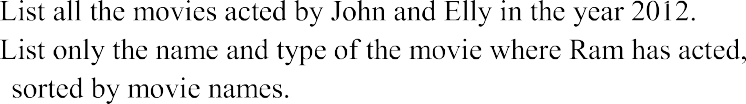 List all the movies acted by John and Elly in the year 2012.
List only the name and type of the movie where Ram has acted,
sorted by movie names.